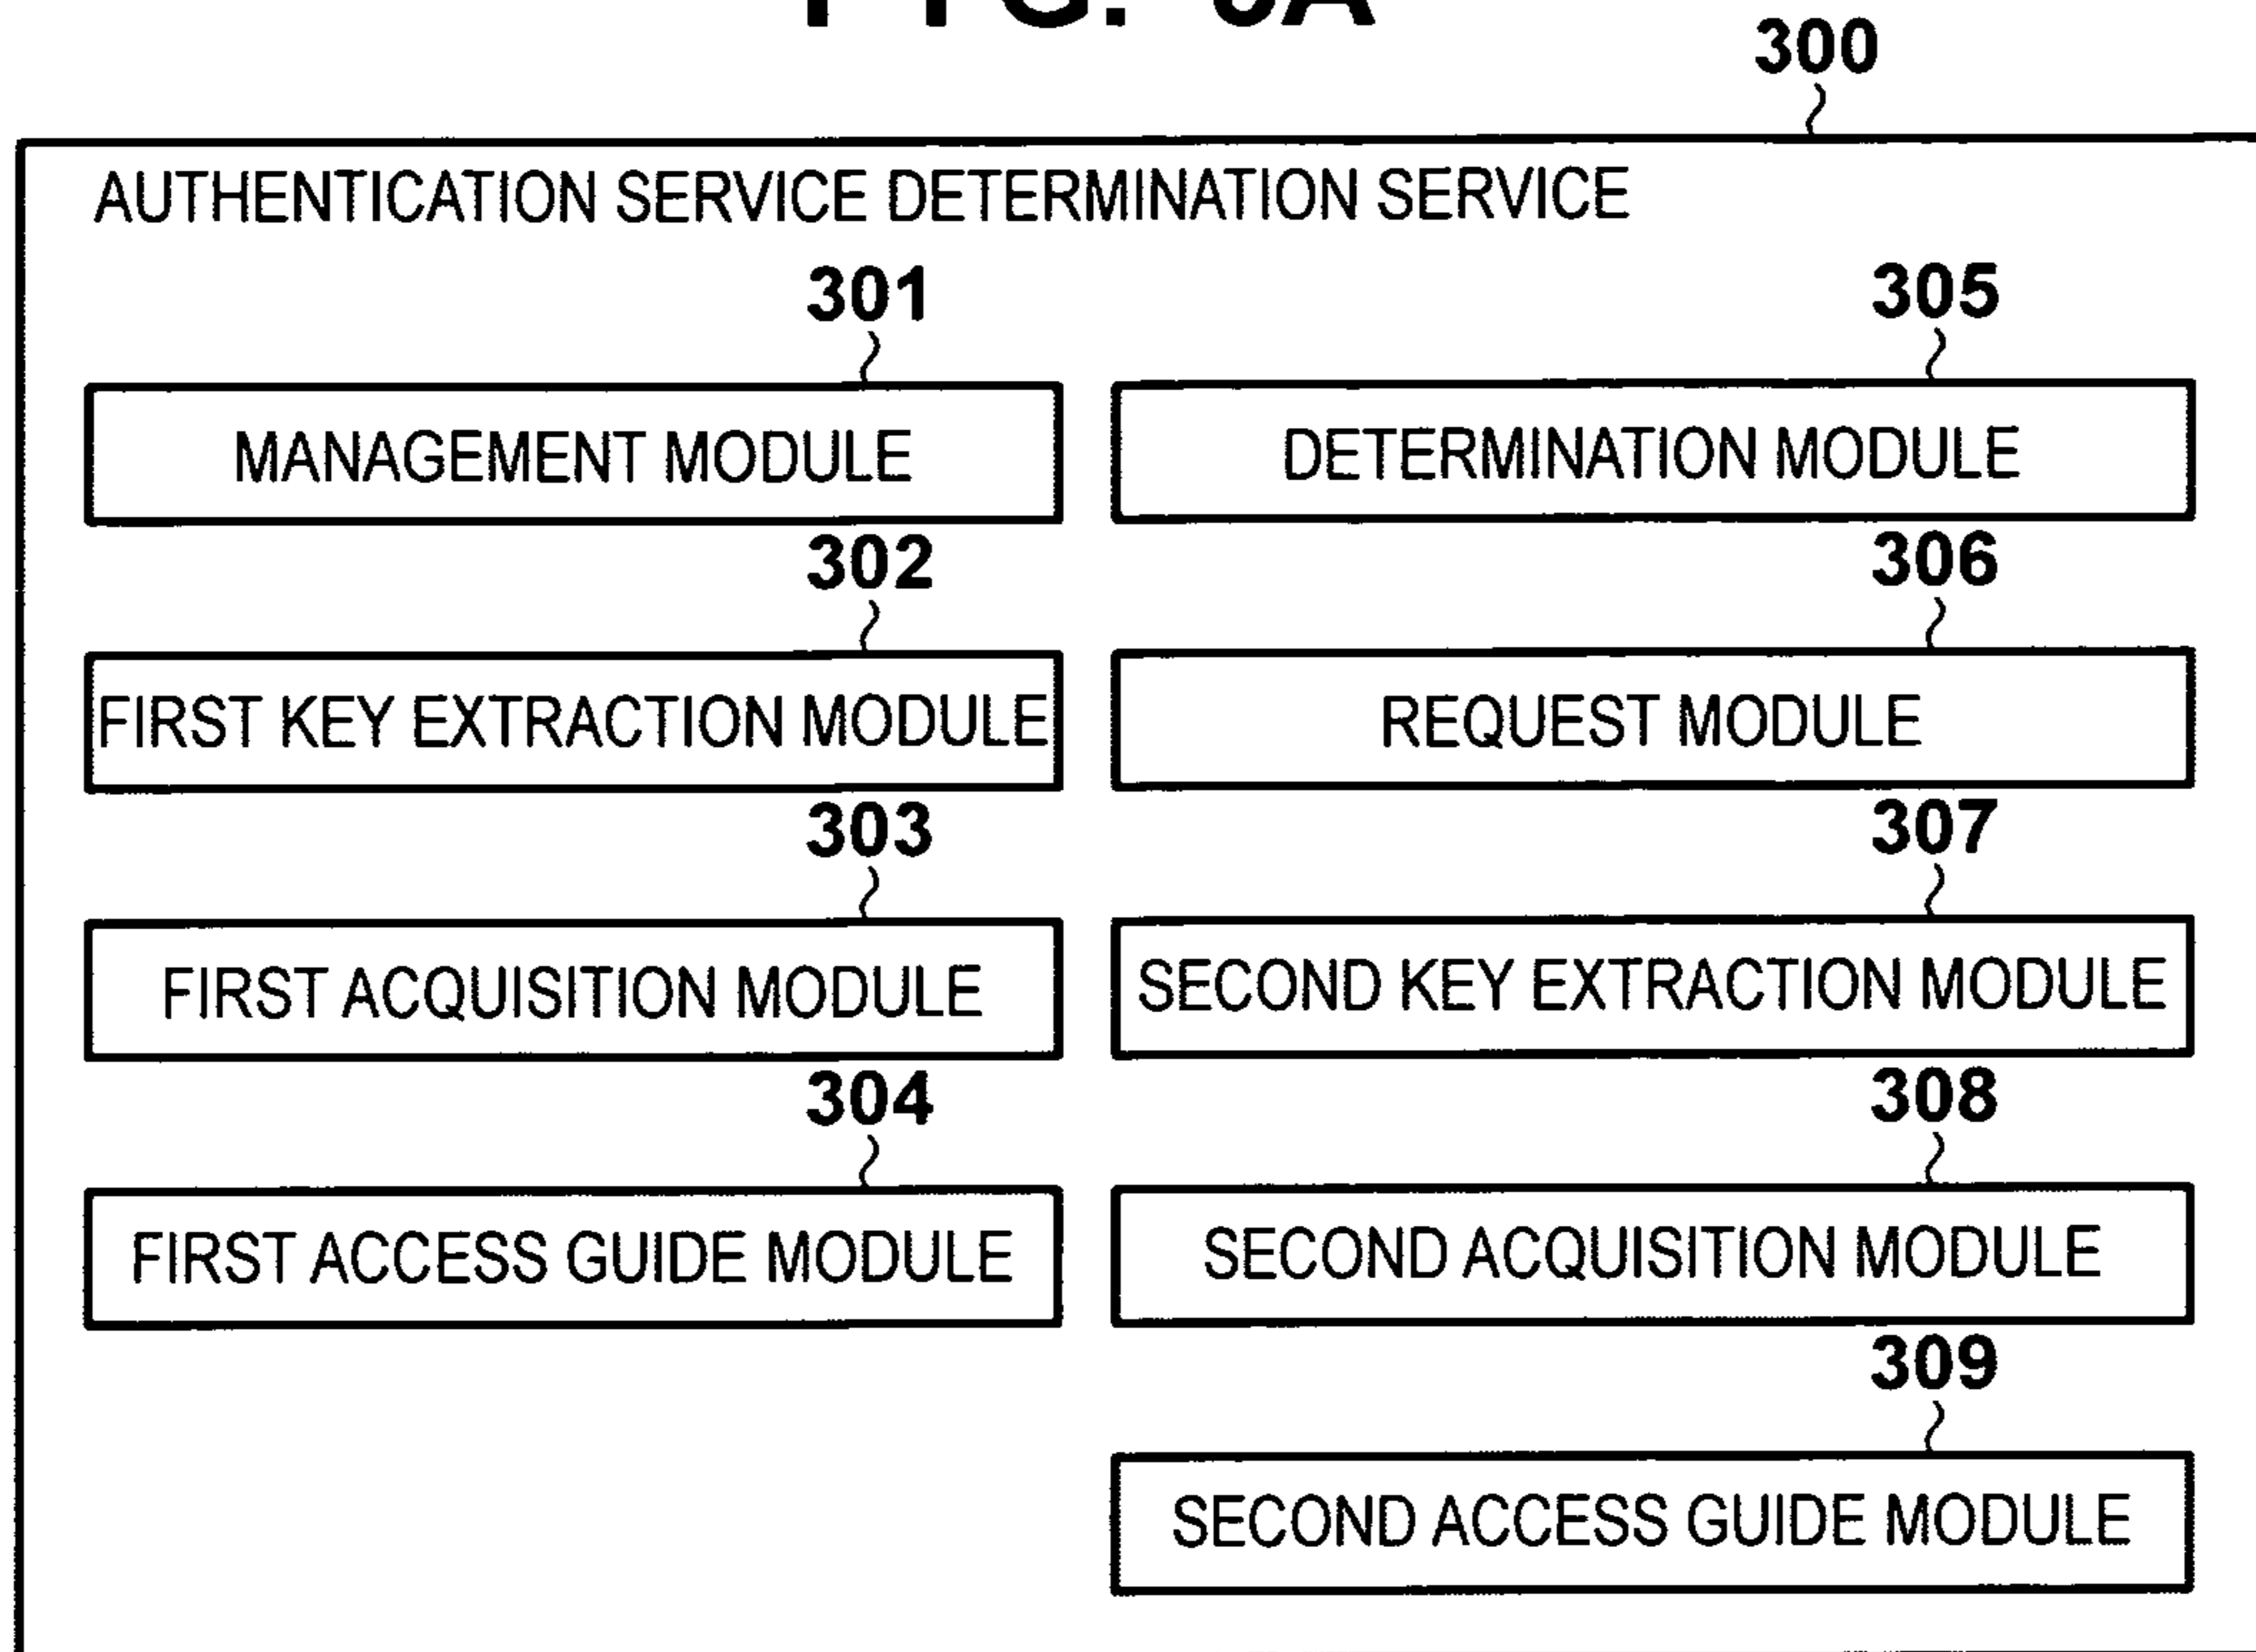 300
AUTHENTICATION SERVICE DETERMINATION SERVICE
301
MANAGEMENT MODULE
302
FIRST KEY EXTRACTION MODULE
303
FIRST ACQUISITION MODULE
304
FIRST ACCESS GUIDE MODULE
305
DETERMINATION MODULE
306
REQUEST MODULE
307
SECOND KEY EXTRACTION MODULE
308
SECOND ACQUISITION MODULE
309
SECOND ACCESS GUIDE MODULE